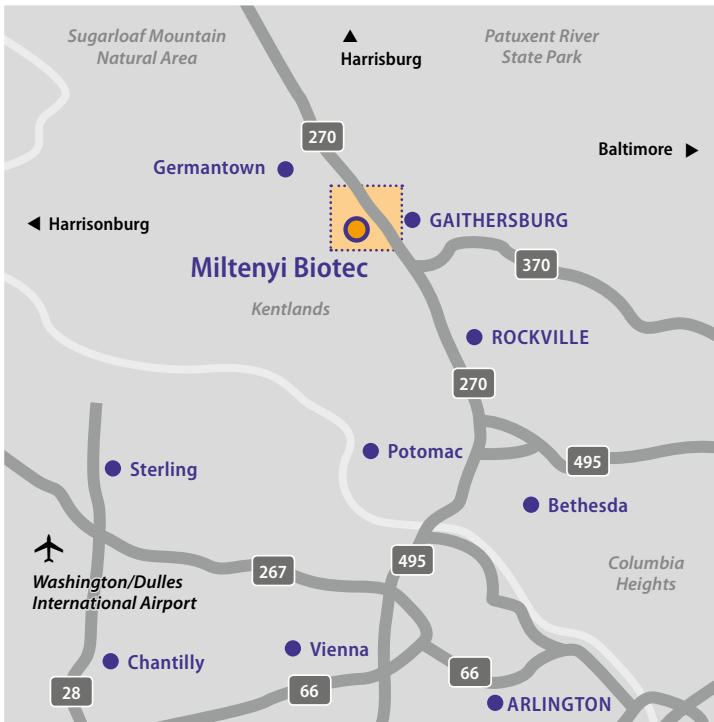 Sugarloaf Mountain
Natural Area
Harrisburg
Patuxent River
State Park
270
Baltimore
Germantown
Harrisonburg
GAITHERSBURG
Miltenyi Biotec
370
Kentlands
ROCKVILLE
270
Potomac
495
Sterling
Bethesda
495
267
Columbia
Heights
Washington/Dulles
International Airport
Vienna
Chantilly
66
28
66
ARLINGTON